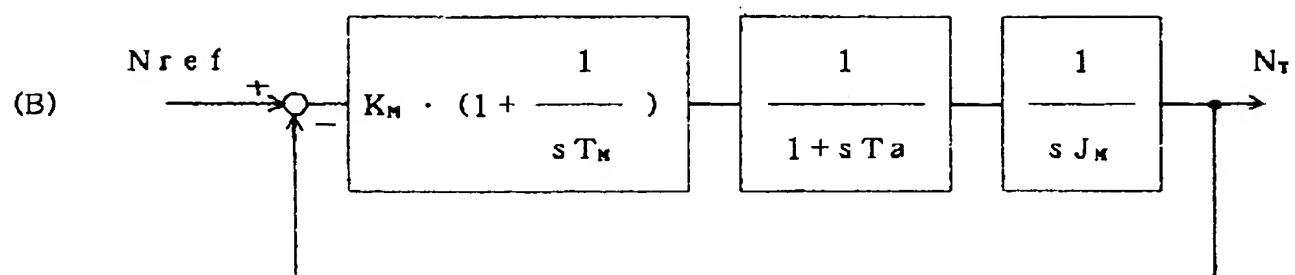 (B) Nref + − K_M · (1 + 1 / sT_M) 1 / 1+sTa 1 / sJ_M N_T